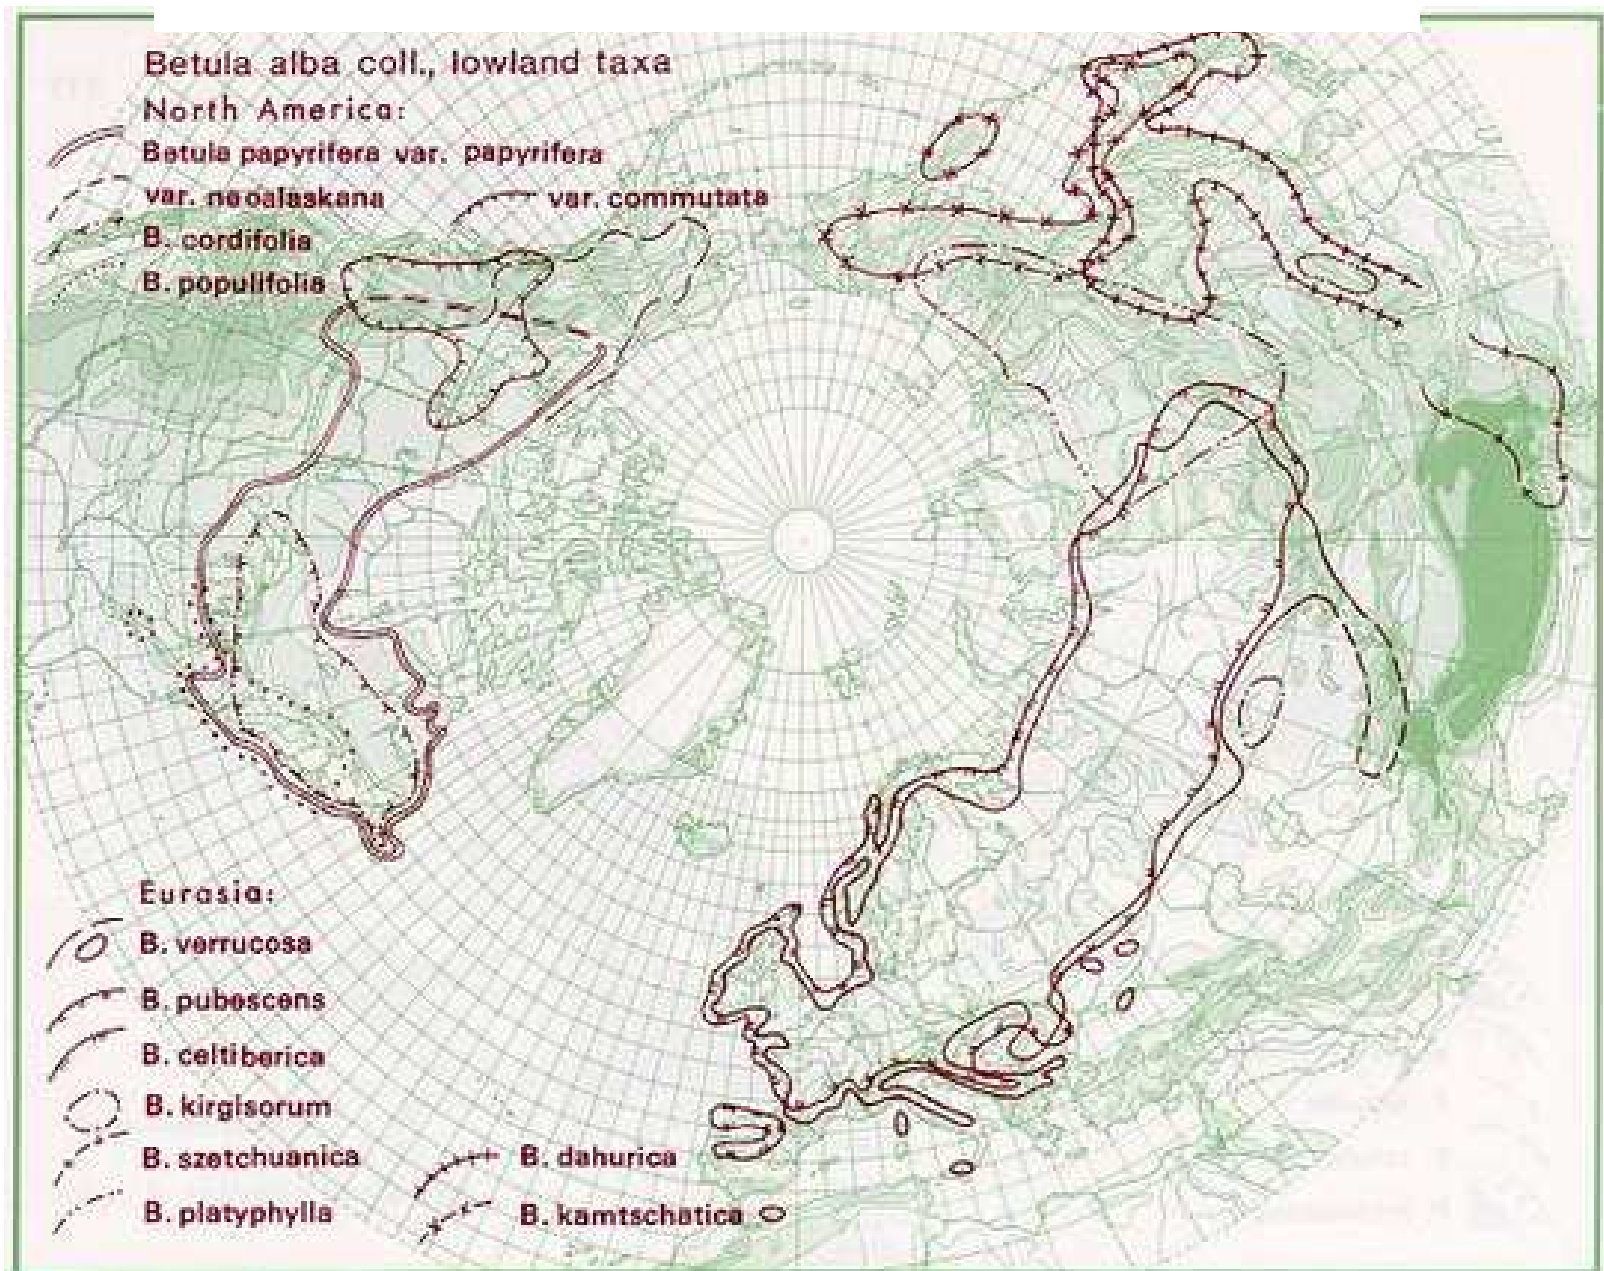 Betula alba coll., lowland taxa
North America:
Betula papyrifera var. papyrifera
var. neoalaskana
var. commutata
B. cordifolia
B. populifolia
Eurasia:
B. verrucosa
B. pubescens
B. celtiberica
B. kirgisorum
B. szetchuanica
B. dahurica
B. platyphylla
B. kamtschatica